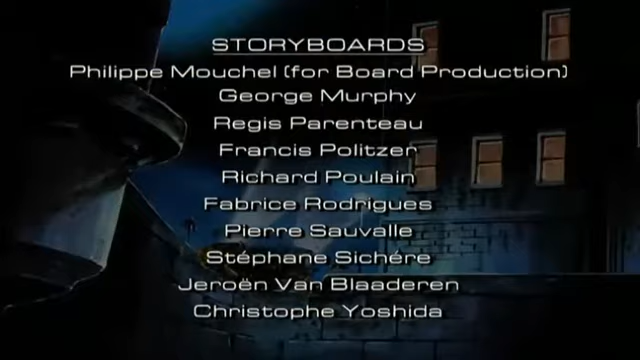 STORYBOARDS
Philippe Mouchel (for Board Production)
George Murphy
Regis Parenteau
Francis Politzer
Richard Poulain
Fabrice Rodrigues
Pierre Sauvalle
Stéphane Sichére
Jeroën Van Blaaderen
Christophe Yoshida